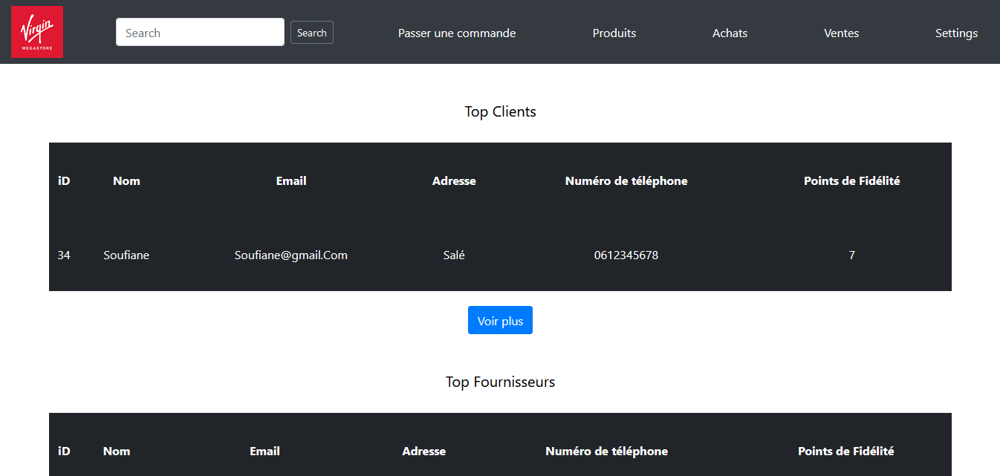 Virgin
MEGASTORE
Search Search Passer une commande Produits Achats Ventes Settings
Top Clients
iD Nom Email Adresse Numéro de téléphone Points de Fidélité
34 Soufiane Soufiane@gmail.Com Salé 0612345678 7
Voir plus
Top Fournisseurs
iD Nom Email Adresse Numéro de téléphone Points de Fidélité